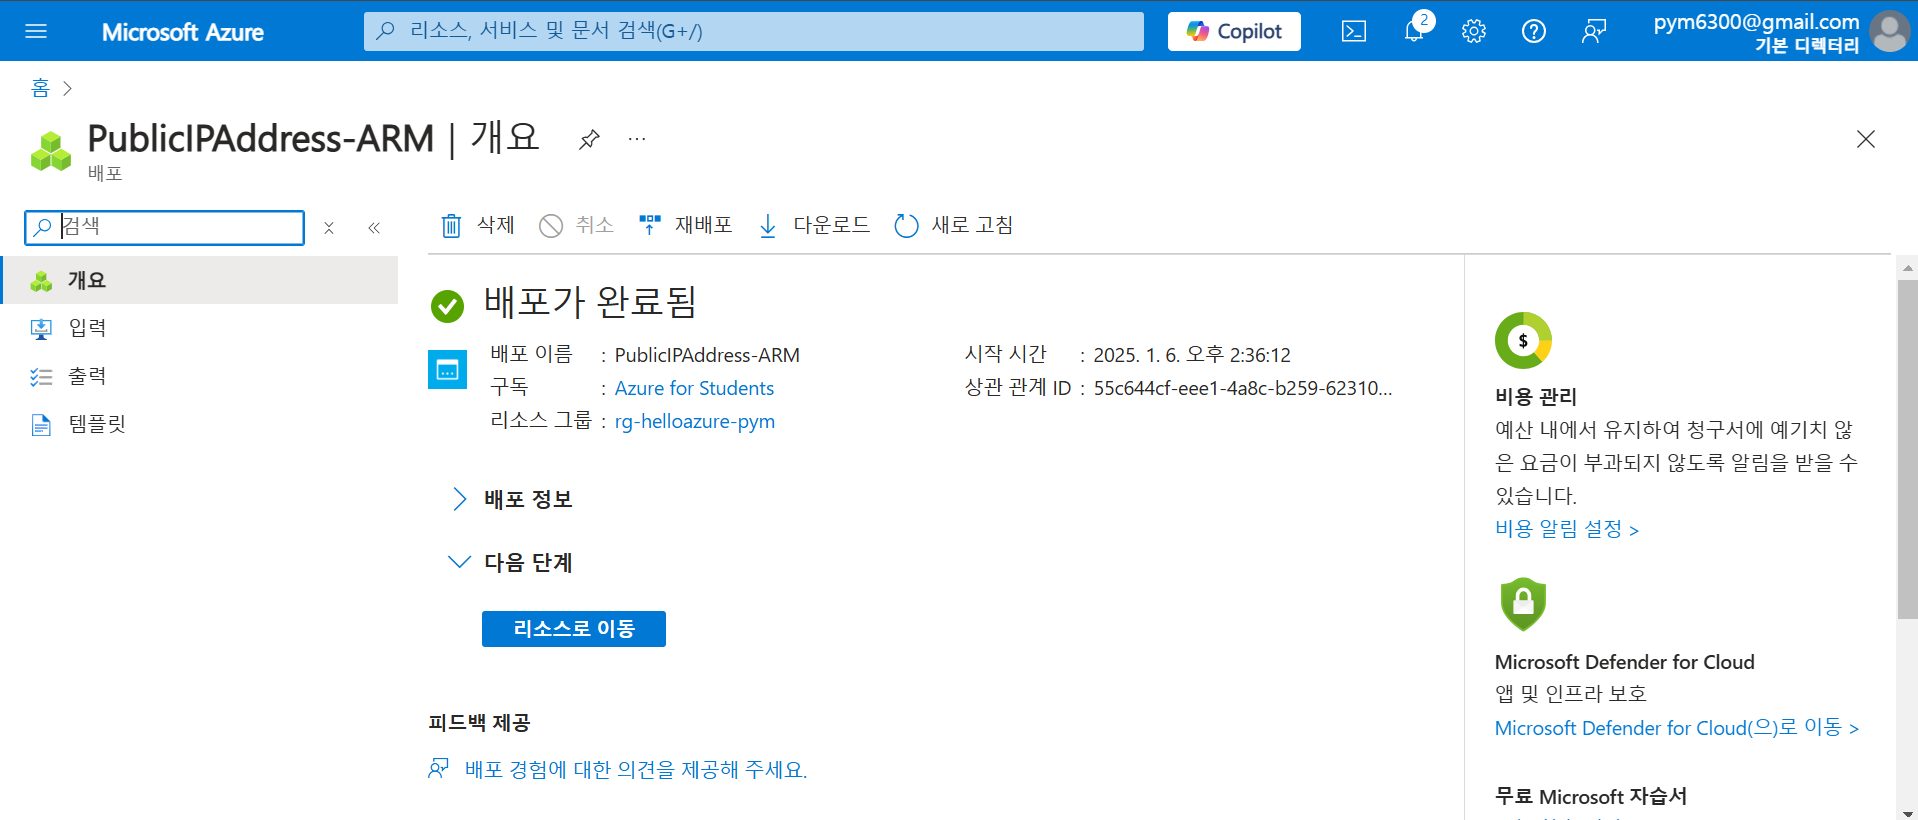 Microsoft Azure
리소스, 서비스 및 문서 검색(G+/)
Copilot
2
pym6300@gmail.com
기본 디렉터리
홈 >
PublicIPAddress-ARM | 개요
배포
검색
삭제 취소 재배포 다운로드 새로 고침
개요
입력
출력
템플릿
배포가 완료됨
배포 이름 : PublicIPAddress-ARM
구독 : Azure for Students
리소스 그룹 : rg-helloazure-pym
시작 시간 : 2025. 1. 6. 오후 2:36:12
상관 관계 ID : 55c644cf-eee1-4a8c-b259-62310...
배포 정보
다음 단계
리소스로 이동
피드백 제공
배포 경험에 대한 의견을 제공해 주세요.
$
비용 관리
예산 내에서 유지하여 청구서에 예기치 않
은 요금이 부과되지 않도록 알림을 받을 수
있습니다.
비용 알림 설정 >
Microsoft Defender for Cloud
앱 및 인프라 보호
Microsoft Defender for Cloud(으)로 이동 >
무료 Microsoft 자습서